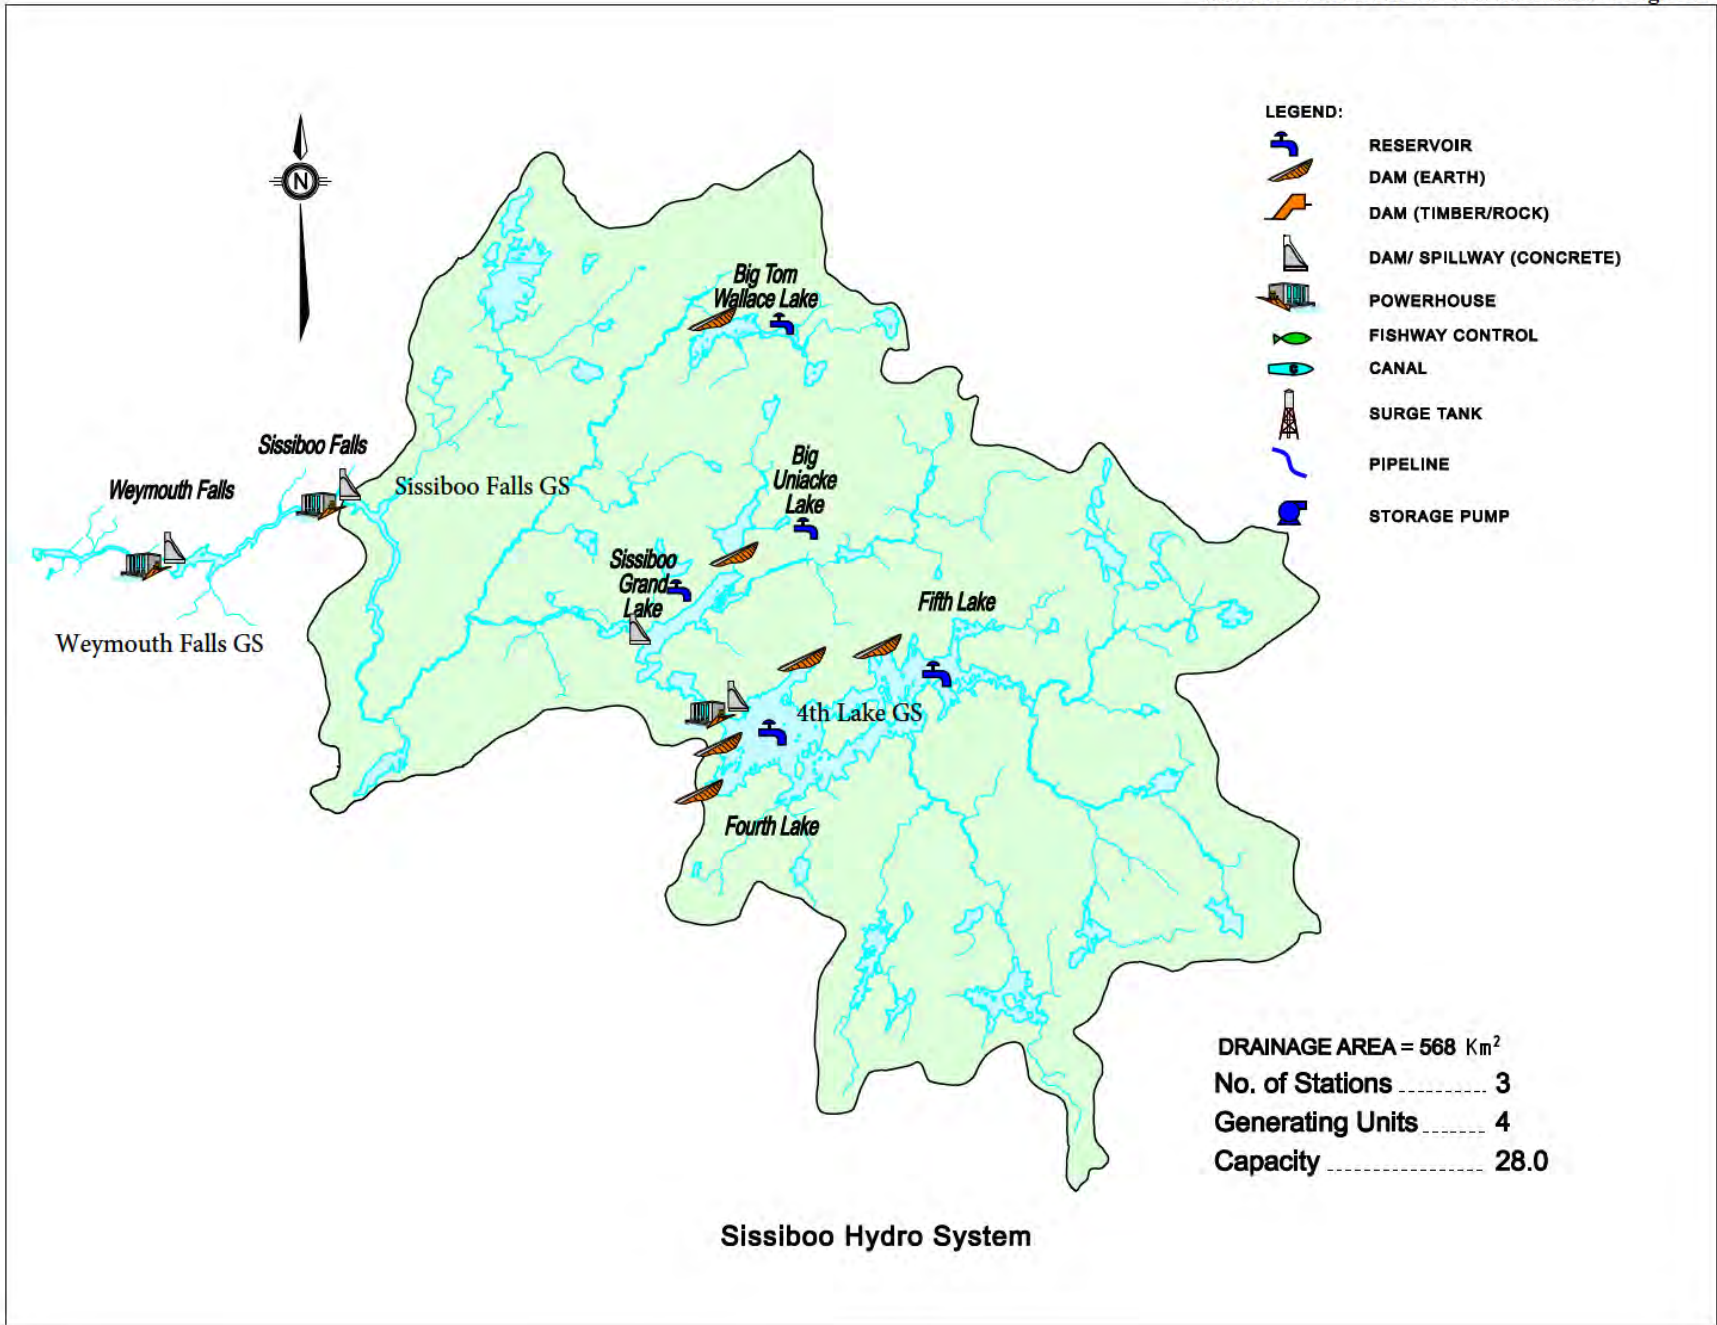 LEGEND:
RESERVOIR
DAM (EARTH)
DAM (TIMBER/ROCK)
DAM/ SPILLWAY (CONCRETE)
POWERHOUSE
FISHWAY CONTROL
C
CANAL
SURGE TANK
PIPELINE
STORAGE PUMP
N
Big Tom
Wallace Lake
Sissiboo Falls
Weymouth Falls
Sissiboo Falls GS
Big
Uniacke
Lake
Sissiboo
Grand
Lake
Fifth Lake
Weymouth Falls GS
4th Lake GS
Fourth Lake
DRAINAGE AREA = 568 Km²
No. of Stations .......... 3
Generating Units ....... 4
Capacity ................ 28.0
Sissiboo Hydro System